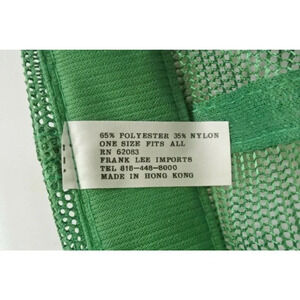 65% POLYESTER 35% NYLON
ONE SIZE FITS ALL
RN 62083
FRANK LEE IMPORTS
TEL 818-448-8000
MADE IN HONG KONG